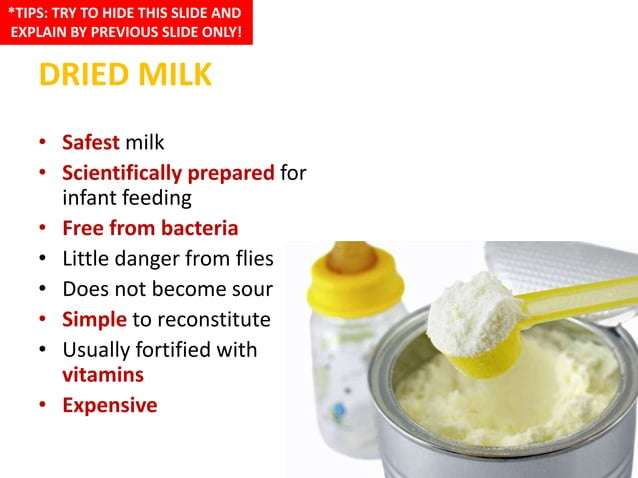 *TIPS: TRY TO HIDE THIS SLIDE AND
EXPLAIN BY PREVIOUS SLIDE ONLY!
DRIED MILK
• Safest milk
• Scientifically prepared for
infant feeding
• Free from bacteria
• Little danger from flies
• Does not become sour
• Simple to reconstitute
• Usually fortified with
vitamins
• Expensive